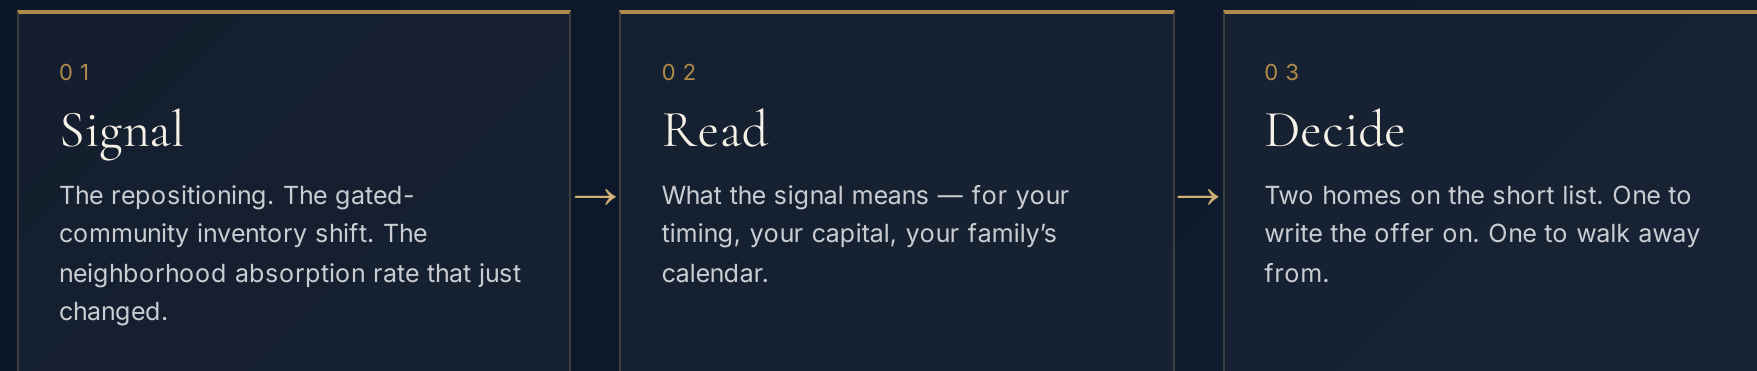 01
Signal
The repositioning. The gated-
community inventory shift. The
neighborhood absorption rate that just
changed.
→
02
Read
What the signal means — for your
timing, your capital, your family’s
calendar.
→
03
Decide
Two homes on the short list. One to
write the offer on. One to walk away
from.